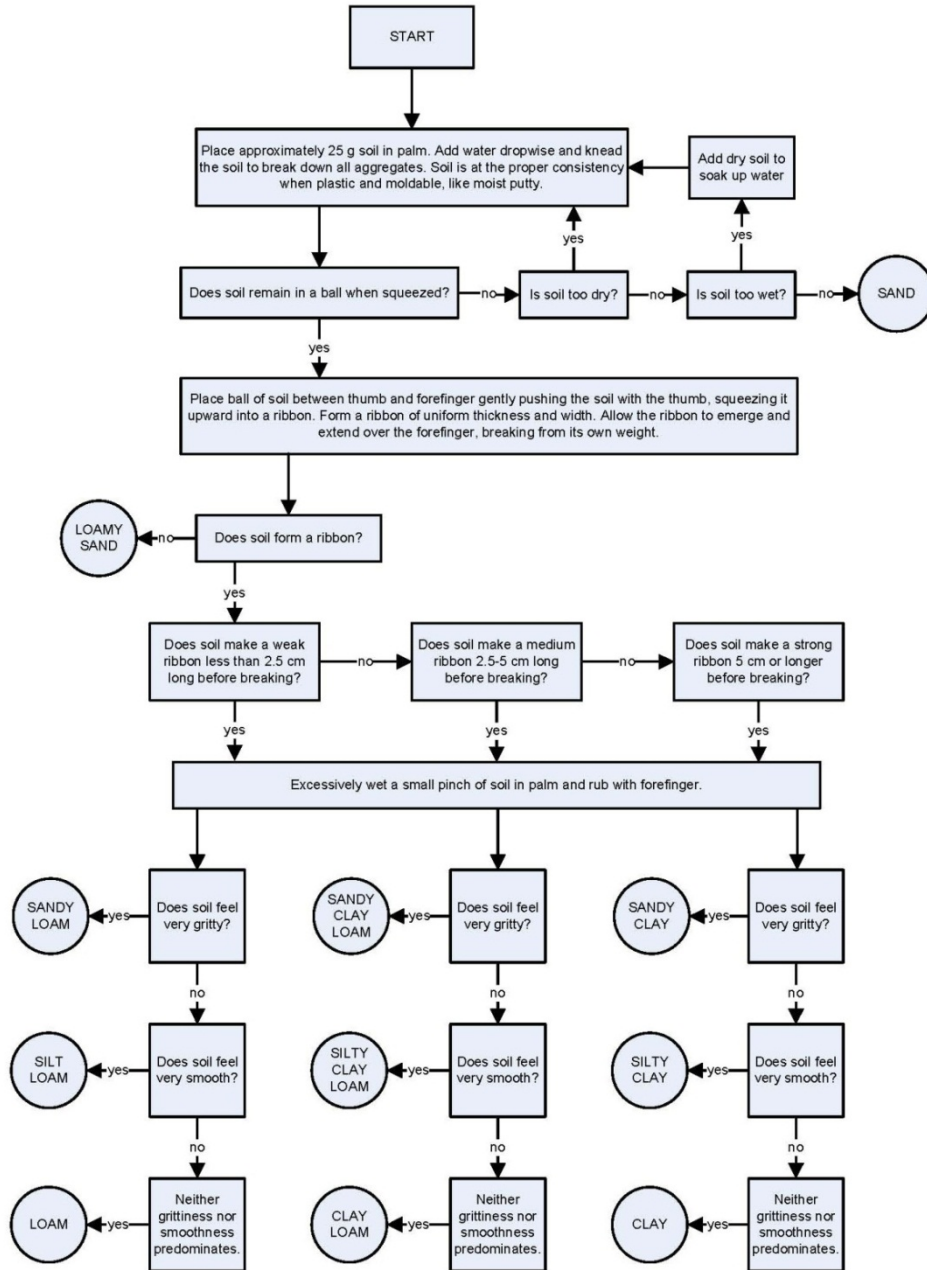 START
Place approximately 25 g soil in palm. Add water dropwise and knead
the soil to break down all aggregates. Soil is at the proper consistency
when plastic and moldable, like moist putty.
Add dry soil to
soak up water
yes
yes
Does soil remain in a ball when squeezed?
no
Is soil too dry?
no
Is soil too wet?
no
SAND
yes
Place ball of soil between thumb and forefinger gently pushing the soil with the thumb, squeezing it
upward into a ribbon. Form a ribbon of uniform thickness and width. Allow the ribbon to emerge and
extend over the forefinger, breaking from its own weight.
LOAMY
SAND
no
Does soil form a ribbon?
yes
Does soil make a weak
ribbon less than 2.5 cm
long before breaking?
no
Does soil make a medium
ribbon 2.5-5 cm long
before breaking?
no
Does soil make a strong
ribbon 5 cm or longer
before breaking?
yes
yes
yes
Excessively wet a small pinch of soil in palm and rub with forefinger.
SANDY
LOAM
yes
Does soil feel
very gritty?
SANDY
CLAY
LOAM
yes
Does soil feel
very gritty?
SANDY
CLAY
yes
Does soil feel
very gritty?
no
no
no
SILT
LOAM
yes
Does soil feel
very smooth?
SILTY
CLAY
LOAM
yes
Does soil feel
very smooth?
SILTY
CLAY
yes
Does soil feel
very smooth?
no
no
no
LOAM
yes
Neither
grittiness nor
smoothness
predominates.
CLAY
LOAM
yes
Neither
grittiness nor
smoothness
predominates.
CLAY
yes
Neither
grittiness nor
smoothness
predominates.